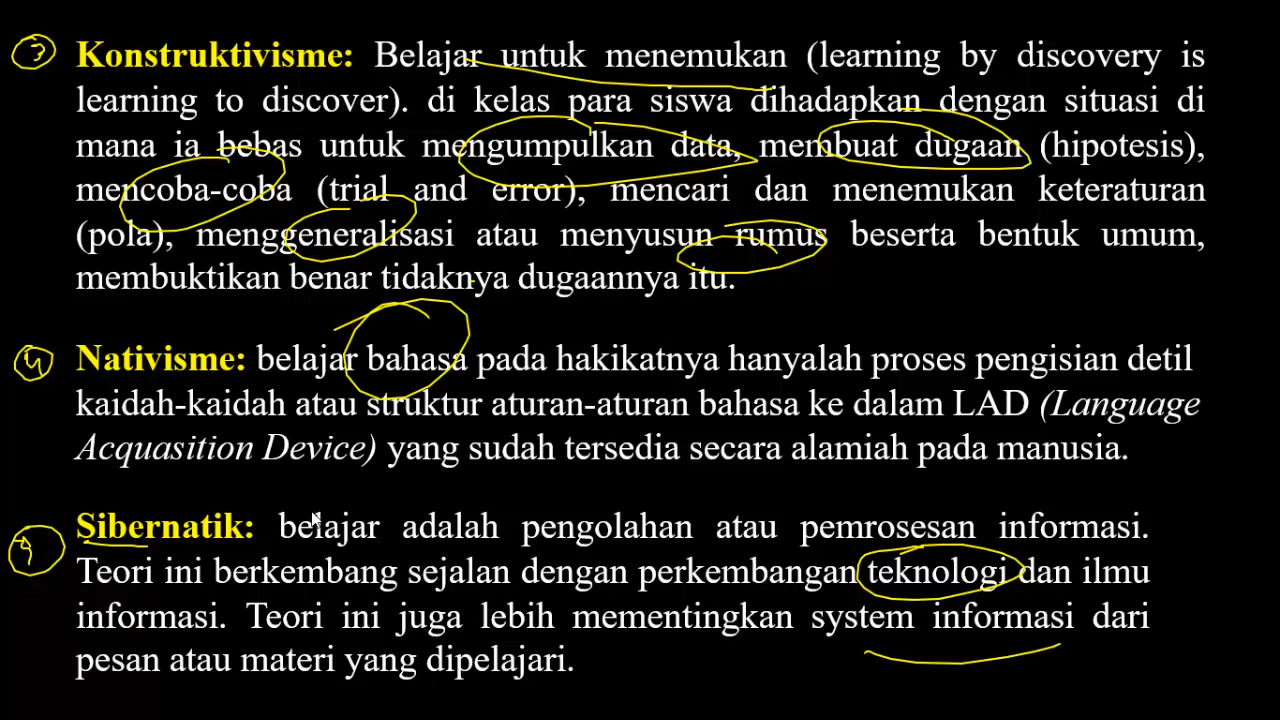 3 Konstruktivisme: Belajar untuk menemukan (learning by discovery is
learning to discover). di kelas para siswa dihadapkan dengan situasi di
mana ia bebas untuk mengumpulkan data, membuat dugaan (hipotesis),
mencoba-coba (trial and error), mencari dan menemukan keteraturan
(pola), menggeneralisasi atau menyusun rumus beserta bentuk umum,
membuktikan benar tidaknya dugaannya itu.
4 Nativisme: belajar bahasa pada hakikatnya hanyalah proses pengisian detil
kaidah-kaidah atau struktur aturan-aturan bahasa ke dalam LAD (Language
Acquasition Device) yang sudah tersedia secara alamiah pada manusia.
Sibernatik: belajar adalah pengolahan atau pemrosesan informasi.
Teori ini berkembang sejalan dengan perkembangan teknologi dan ilmu
informasi. Teori ini juga lebih mementingkan system informasi dari
pesan atau materi yang dipelajari.